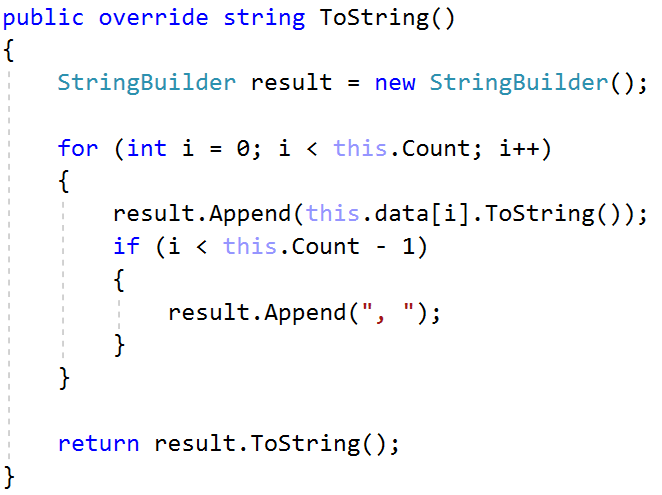 public override string ToString()
{
    StringBuilder result = new StringBuilder();

    for (int i = 0; i < this.Count; i++)
    {
        result.Append(this.data[i].ToString());
        if (i < this.Count - 1)
        {
            result.Append(", ");
        }
    }

    return result.ToString();
}